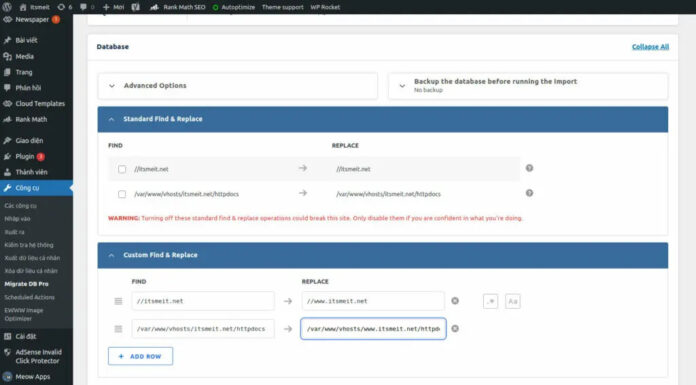 Itsmeit 6 0 Mới Rank Math SEO Autoptimize Theme support WP Rocket
Newspaper 1
Bài viết
Media
Trang
Phản hồi
Cloud Templates
Rank Math
Giao diện
Plugin 3
Thành viên
Công cụ
Các công cụ
Nhập vào
Xuất ra
Kiểm tra hệ thống
Xuất dữ liệu cá nhân
Xóa dữ liệu cá nhân
Migrate DB Pro
Scheduled Actions
EWWW Image
Optimizer
Cài đặt
AdSense Invalid
Click Protector
Meow Apps
Database
Collapse All
Advanced Options
Backup the database before running the Import
No backup
Standard Find & Replace
FIND REPLACE
//itsmeit.net //itsmeit.net
/var/www/vhosts/itsmeit.net/httpdocs /var/www/vhosts/itsmeit.net/httpdocs
WARNING: Turning off these standard find & replace operations could break this site. Only disable them if you are confident in what you're doing.
Custom Find & Replace
FIND REPLACE
//itsmeit.net //www.itsmeit.net .* Aa
/var/www/vhosts/itsmeit.net/httpdocs /var/www/vhosts/www.itsmeit.net/httpd
+ ADD ROW